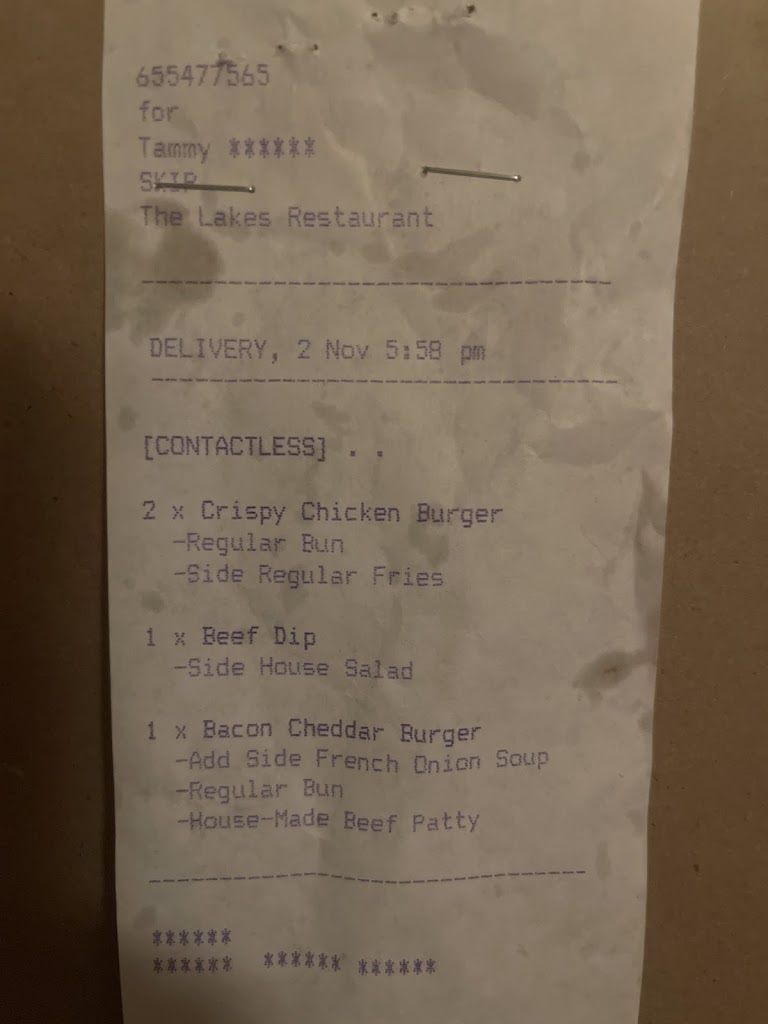 655477565
for
Tammy ******
SKIP
The Lakes Restaurant
--------------------------------
DELIVERY, 2 Nov 5:58 pm
--------------------------------
[CONTACTLESS] . .
2 x Crispy Chicken Burger
-Regular Bun
-Side Regular Fries
1 x Beef Dip
-Side House Salad
1 x Bacon Cheddar Burger
-Add Side French Onion Soup
-Regular Bun
-House-Made Beef Patty
--------------------------------
******
****** ****** ******